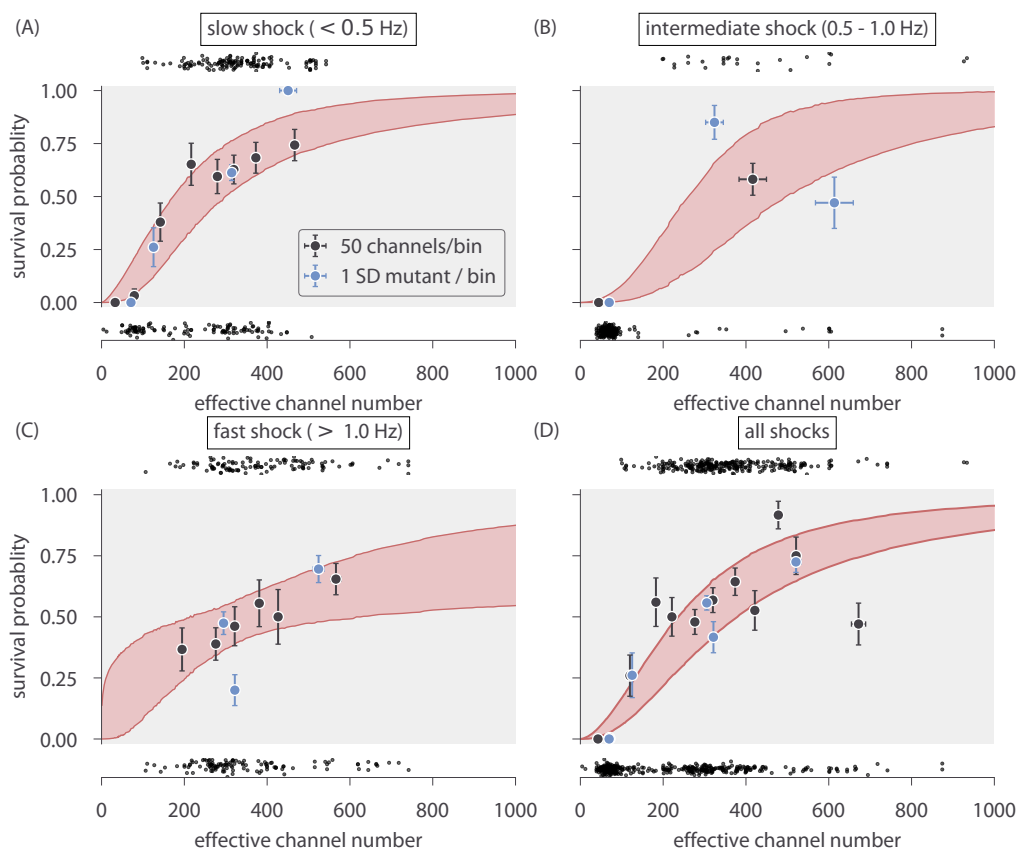 (A)
slow shock ( < 0.5 Hz)
(B)
intermediate shock (0.5 - 1.0 Hz)
survival probablity
1.00
0.75
0.50
0.25
0.00
50 channels/bin
1 SD mutant / bin
0 200 400 600 800 1000
effective channel number
0 200 400 600 800 1000
effective channel number
(C)
fast shock ( > 1.0 Hz)
(D)
all shocks
survival probablity
1.00
0.75
0.50
0.25
0.00
0 200 400 600 800 1000
effective channel number
0 200 400 600 800 1000
effective channel number